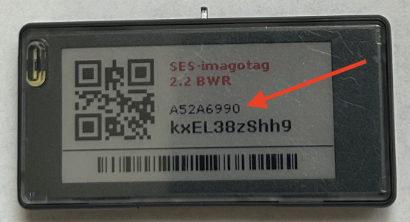 SES-imagotag
2.2 BWR
A52A6990
kxEL38zShh9